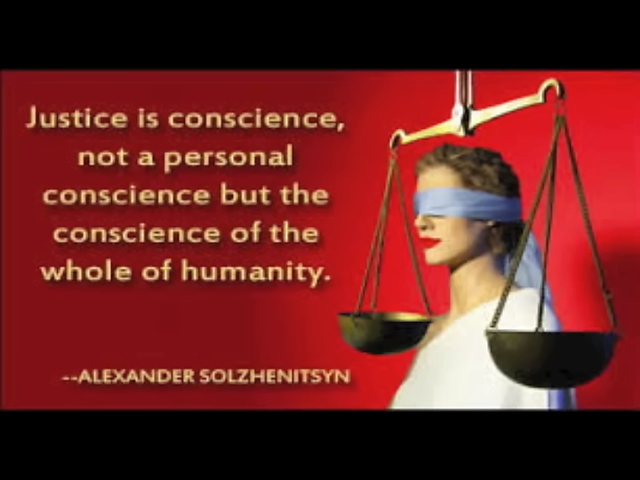 Justice is conscience,
not a personal
conscience but the
conscience of the
whole of humanity.
--ALEXANDER SOLZHENITSYN